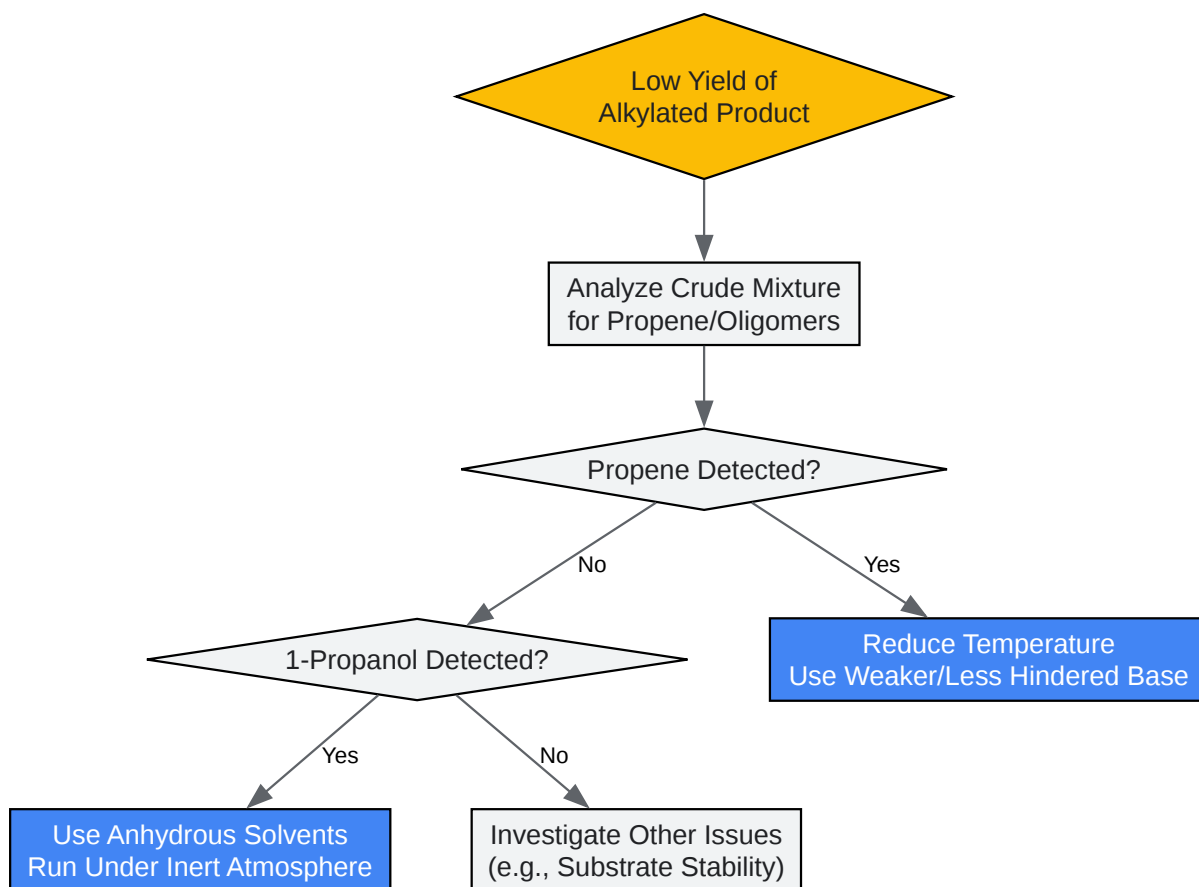 Low Yield of
Alkylated Product
Analyze Crude Mixture
for Propene/Oligomers
Propene Detected?
No
Yes
1-Propanol Detected?
Reduce Temperature
Use Weaker/Less Hindered Base
Yes
No
Use Anhydrous Solvents
Run Under Inert Atmosphere
Investigate Other Issues
(e.g., Substrate Stability)